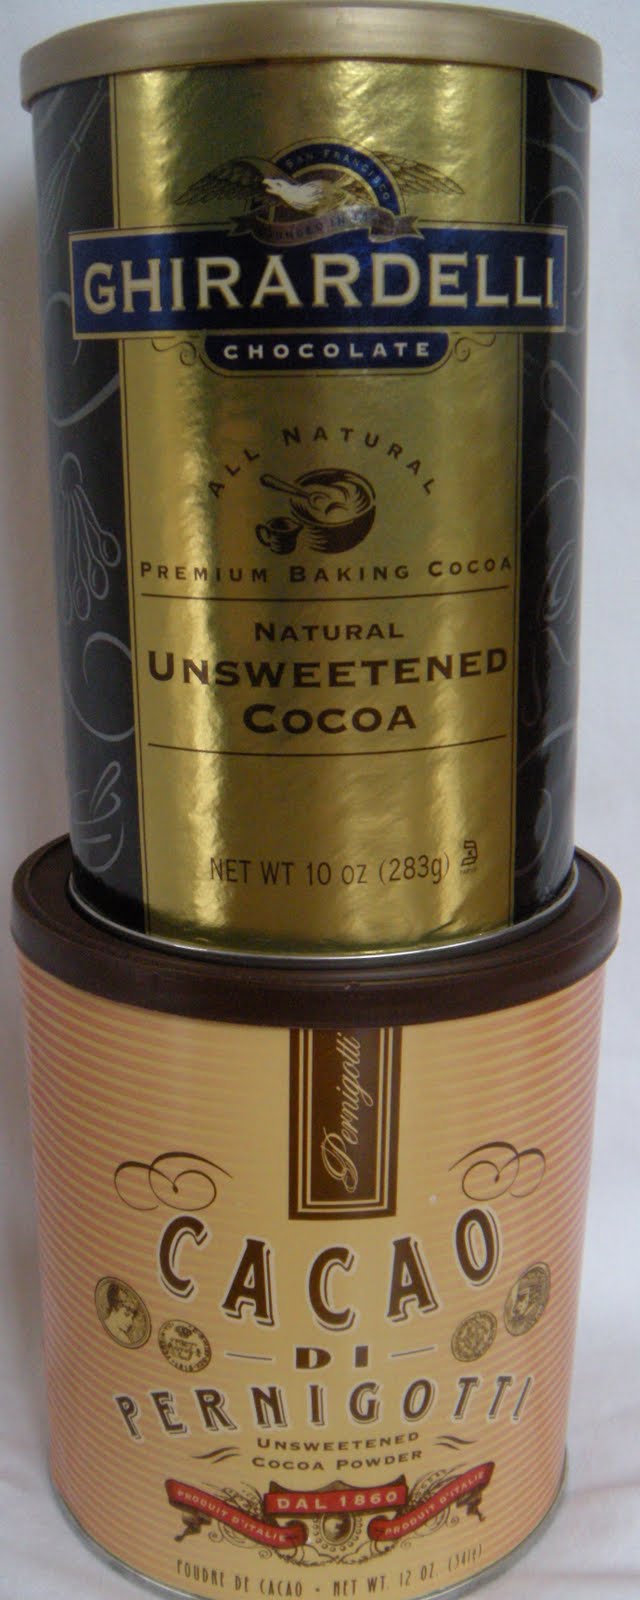 SAN FRANCISCO
GHIRARDELLI
CHOCOLATE
ALL NATURAL
PREMIUM BAKING COCOA
NATURAL
UNSWEETENED
COCOA
NET WT 10 OZ (283g)
Pernigotti
CACAO
DI
PERNIGOTTI
UNSWEETENED
COCOA POWDER
DAL 1860
PRODUIT D'ITALIE PRODUIT D'ITALIE
POUDRE DE CACAO • NET WT. 12 OZ. (341g)